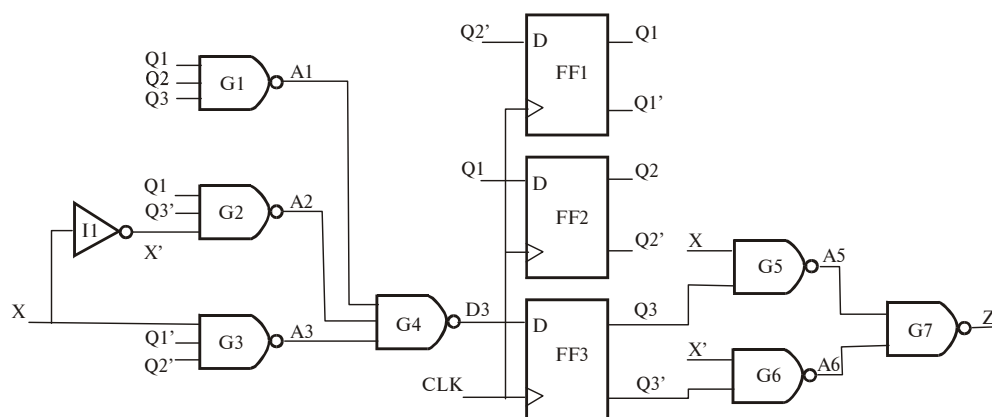 Q1
Q2
Q3
G1
A1
Q1
Q3’
G2
A2
I1
X’
X
Q1’
Q2’
G3
A3
G4
D3
Q2’
D
FF1
Q1
Q1’
Q1
D
FF2
Q2
Q2’
D
FF3
Q3
Q3’
CLK
X
G5
A5
X’
G6
A6
G7
Z